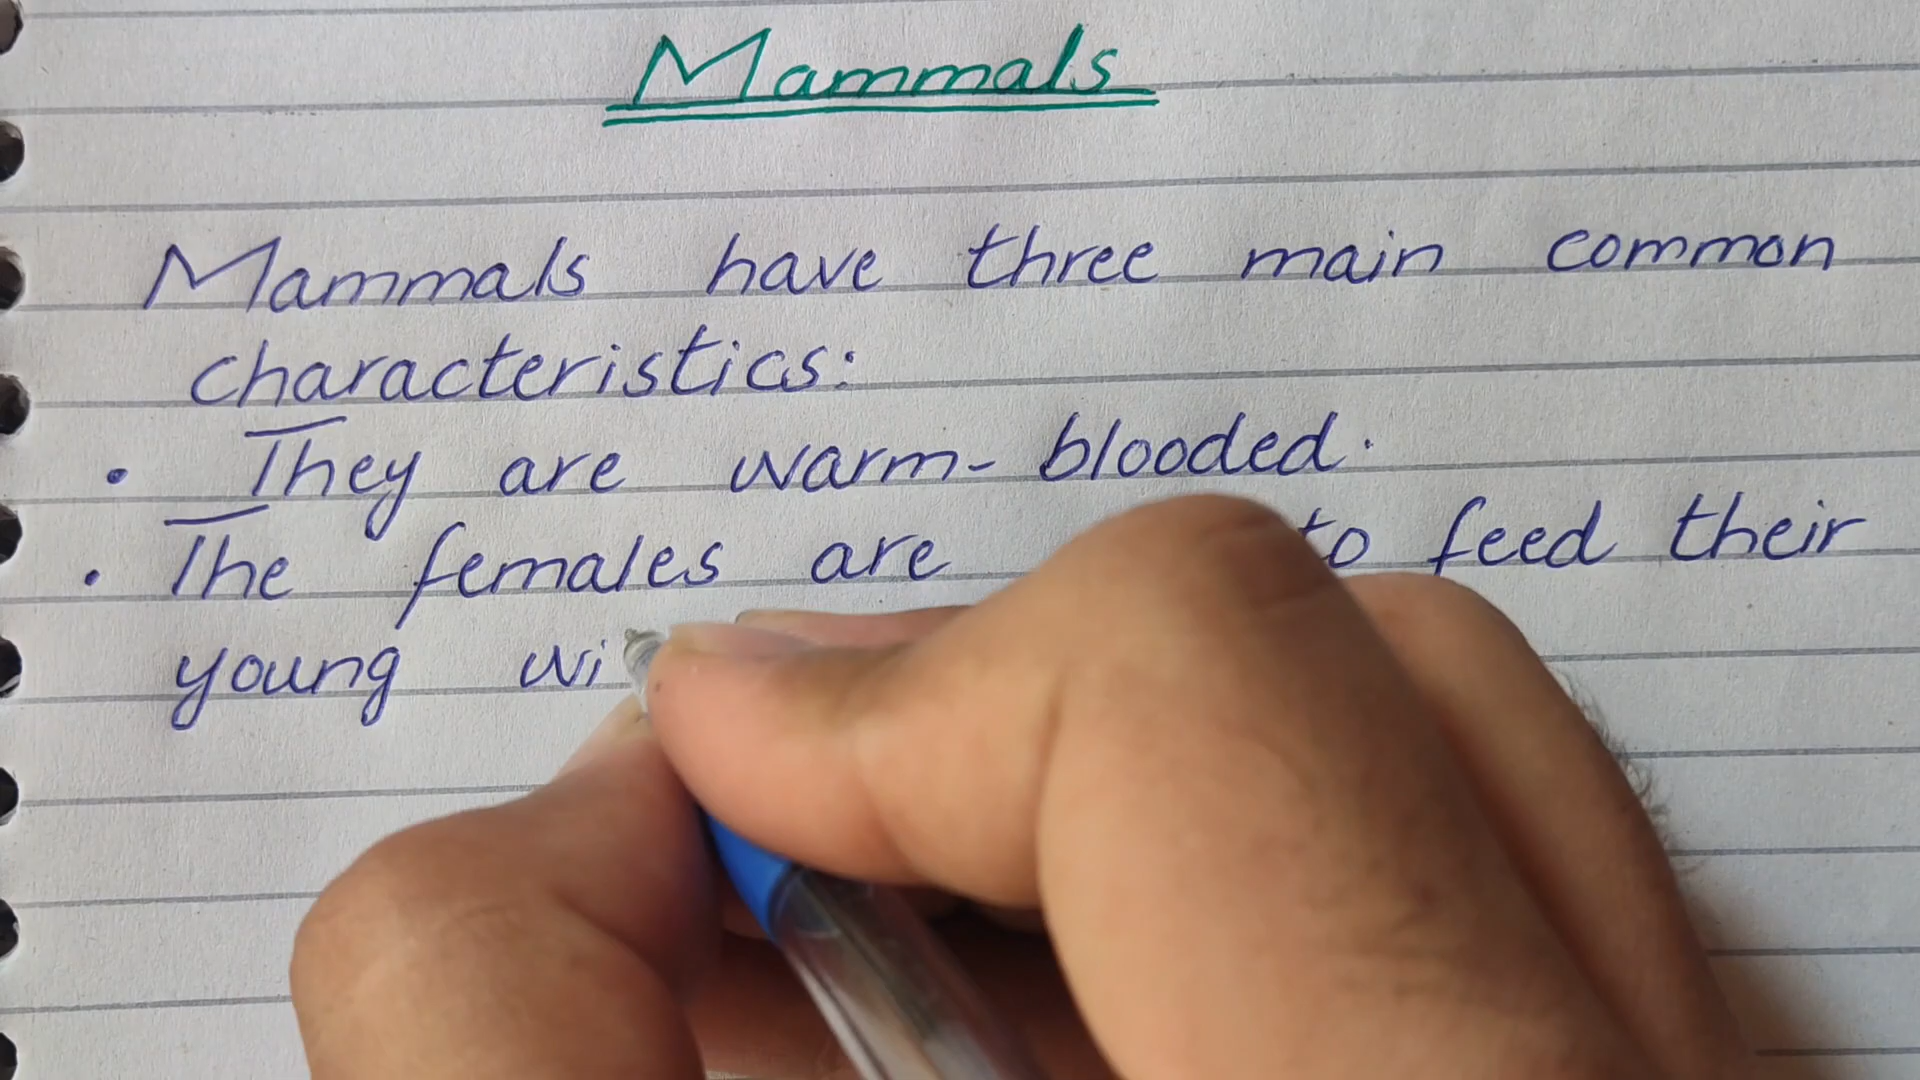 Mammals
Mammals have three main common
characteristics:
• They are warm-blooded.
• The females are to feed their
young wi